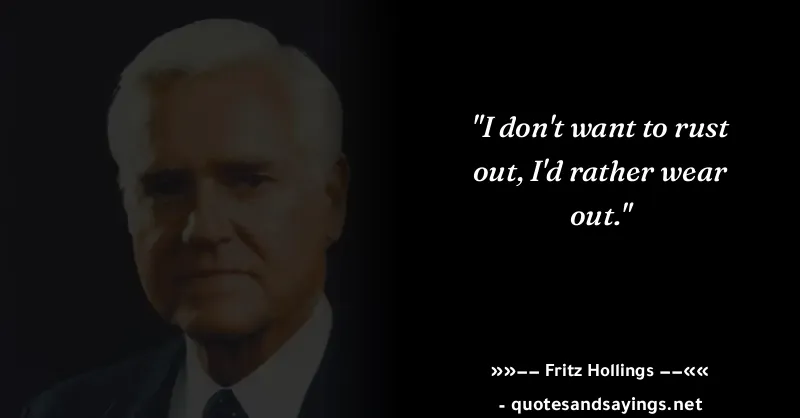 "I don't want to rust
out, I'd rather wear
out."
»»−− Fritz Hollings −−««
- quotesandsayings.net